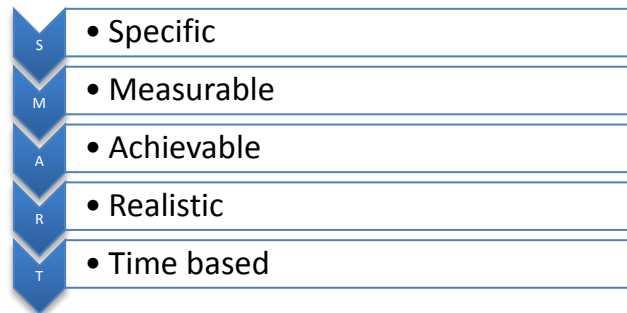 S • Specific
M • Measurable
A • Achievable
R • Realistic
T • Time based